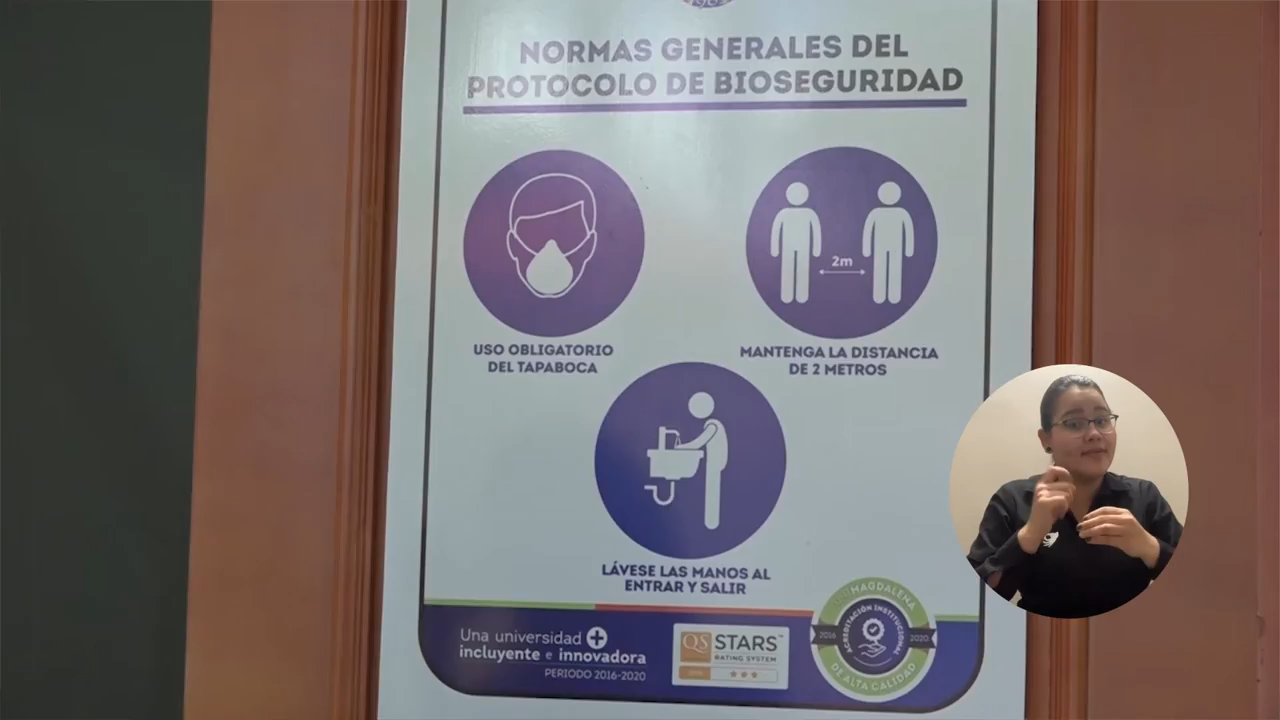 NORMAS GENERALES DEL
PROTOCOLO DE BIOSEGURIDAD
2m
USO OBLIGATORIO
DEL TAPABOCA
MANTENGA LA DISTANCIA
DE 2 METROS
LÁVESE LAS MANOS AL
ENTRAR Y SALIR
Una universidad +
incluyente e innovadora
PERIODO 2016-2020
QS STARS™
RATING SYSTEM
MAGDALENA
ACREDITACIÓN INSTITUCIONAL
2016 2020
DE ALTA CALIDAD